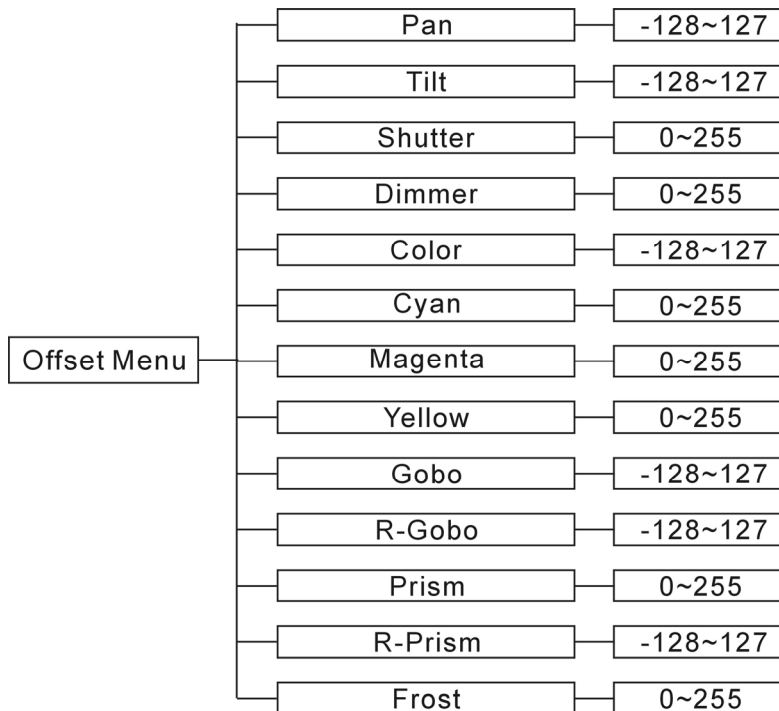 Pan -128~127
Tilt -128~127
Shutter 0~255
Dimmer 0~255
Color -128~127
Cyan 0~255
Offset Menu Magenta 0~255
Yellow 0~255
Gobo -128~127
R-Gobo -128~127
Prism 0~255
R-Prism -128~127
Frost 0~255